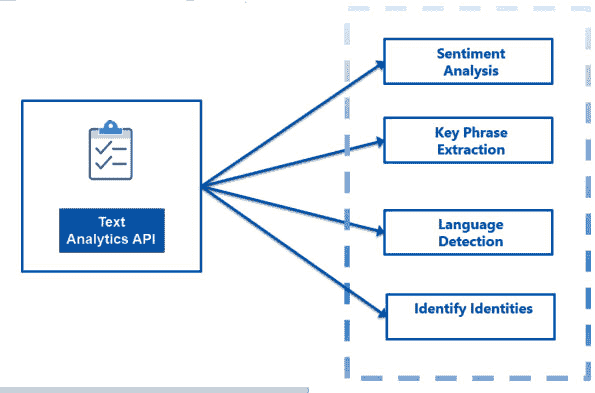 Text
Analytics API
Sentiment
Analysis
Key Phrase
Extraction
Language
Detection
Identify Identities